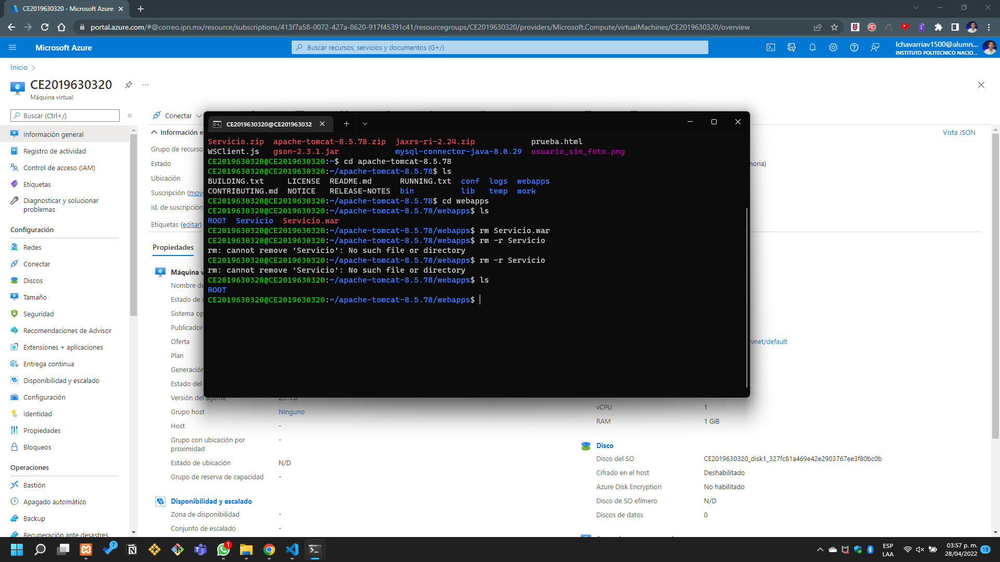 CE2019630320 - Microsoft Azure
portal.azure.com/#@correo.ipn.mx/resource/subscriptions/413f7a58-0072-427a-8620-917f45391c41/resourcegroups/CE2019630320/providers/Microsoft.Compute/virtualMachines/CE2019630320/overview
Microsoft Azure
Buscar recursos, servicios y documentos (G+/)
lchavarriav1500@alumn...
INSTITUTO POLITECNICO NACIO...
Inicio
CE2019630320
Máquina virtual
Buscar (Ctrl+/)
Información general
Registro de actividad
Control de acceso (IAM)
Etiquetas
Diagnosticar y solucionar
problemas
Configuración
Redes
Conectar
Discos
Tamaño
Seguridad
Recomendaciones de Advisor
Extensiones + aplicaciones
Entrega continua
Disponibilidad y escalado
Configuración
Identidad
Propiedades
Bloqueos
Operaciones
Bastión
Apagado automático
Backup
Recuperación ante desastres
Conectar
Información e
Vista JSON
Grupo de recurso
Estado
moria)
Ubicación
Suscripción (move
Id. de suscripción
Etiquetas (editar)
Propiedades
CE2019630320@CE201963032
Servicio.zip apache-tomcat-8.5.78.zip jaxrs-ri-2.24.zip prueba.html
WSClient.js gson-2.3.1.jar mysql-connector-java-8.0.29 usuario_sin_foto.png
CE2019630320@CE2019630320:~$ cd apache-tomcat-8.5.78
CE2019630320@CE2019630320:~/apache-tomcat-8.5.78$ ls
BUILDING.txt LICENSE README.md RUNNING.txt conf logs webapps
CONTRIBUTING.md NOTICE RELEASE-NOTES bin lib temp work
CE2019630320@CE2019630320:~/apache-tomcat-8.5.78$ cd webapps
CE2019630320@CE2019630320:~/apache-tomcat-8.5.78/webapps$ ls
ROOT Servicio Servicio.war
CE2019630320@CE2019630320:~/apache-tomcat-8.5.78/webapps$ rm Servicio.war
CE2019630320@CE2019630320:~/apache-tomcat-8.5.78/webapps$ rm -r Servicio
rm: cannot remove 'Servicio': No such file or directory
CE2019630320@CE2019630320:~/apache-tomcat-8.5.78/webapps$ rm -r Servicio
rm: cannot remove 'Servicio': No such file or directory
CE2019630320@CE2019630320:~/apache-tomcat-8.5.78/webapps$ ls
ROOT
CE2019630320@CE2019630320:~/apache-tomcat-8.5.78/webapps$
Máquina v
Nombre de
Estado de
Sistema op
Publicador
Oferta
vnet/default
Plan
Generación
Estado del
Versión del agente 2.7.1.0
Grupo host Ninguno
Host -
Grupo con ubicación por -
proximidad
Estado de ubicación N/D
Grupo de reserva de capacidad -
Disponibilidad y escalado
Zona de disponibilidad -
Conjunto de escalado -
vCPU 1
RAM 1 GiB
Disco
Disco del SO CE2019630320_disk1_327fc81a469e42e2903767ee3f80bc0b
Cifrado en el host Deshabilitado
Azure Disk Encryption No habilitado
Disco de SO efímero N/D
Discos de datos 0
7
1
ESP
LAA
03:57 p. m.
28/04/2022
19